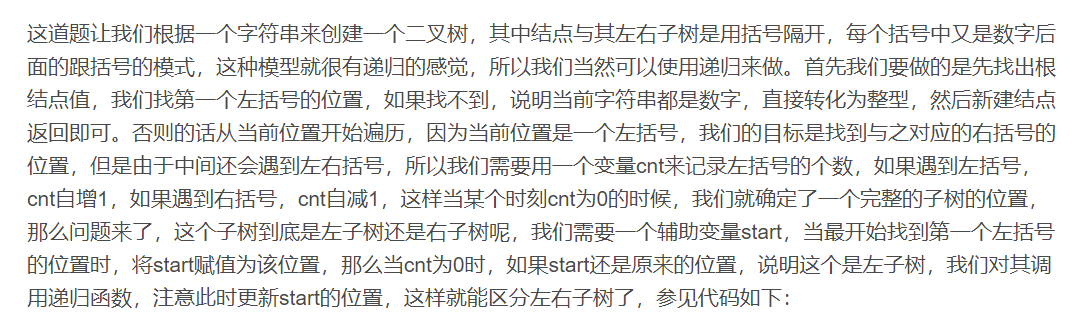 这道题让我们根据一个字符串来创建一个二叉树，其中结点与其左右子树是用括号隔开，每个括号中又是数字后
面的跟括号的模式，这种模型就很有递归的感觉，所以我们当然可以使用递归来做。首先我们要做的是先找出根
结点值，我们找第一个左括号的位置，如果找不到，说明当前字符串都是数字，直接转化为整型，然后新建结点
返回即可。否则的话从当前位置开始遍历，因为当前位置是一个左括号，我们的目标是找到与之对应的右括号的
位置，但是由于中间还会遇到左右括号，所以我们需要用一个变量cnt来记录左括号的个数，如果遇到左括号，
cnt自增1，如果遇到右括号，cnt自减1，这样当某个时刻cnt为0的时候，我们就确定了一个完整的子树的位置，
那么问题来了，这个子树到底是左子树还是右子树呢，我们需要一个辅助变量start，当最开始找到第一个左括号
的位置时，将start赋值为该位置，那么当cnt为0时，如果start还是原来的位置，说明这个是左子树，我们对其调
用递归函数，注意此时更新start的位置，这样就能区分左右子树了，参见代码如下：